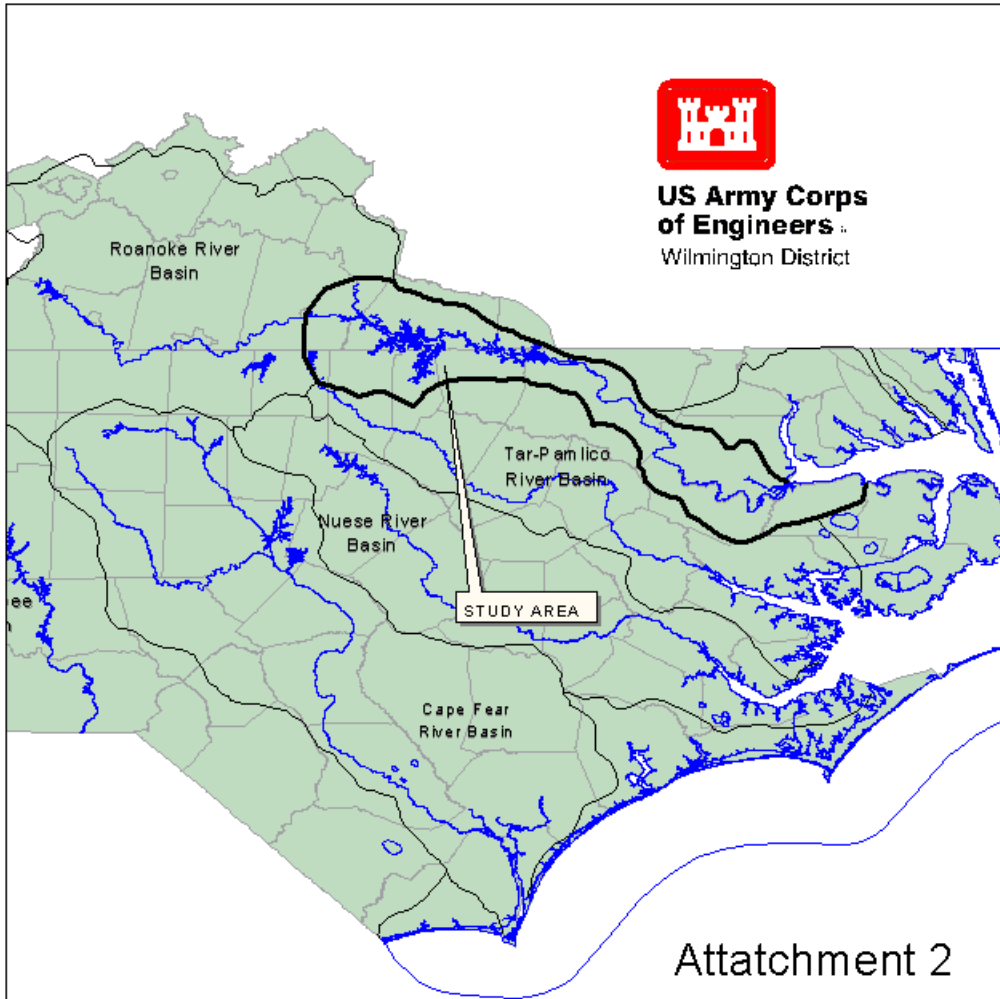 US Army Corps
of Engineers
Wilmington District
Roanoke River
Basin
Tar-Pamlico
River Basin
Nuese River
Basin
ee
STUDY AREA
Cape Fear
River Basin
Attatchment 2